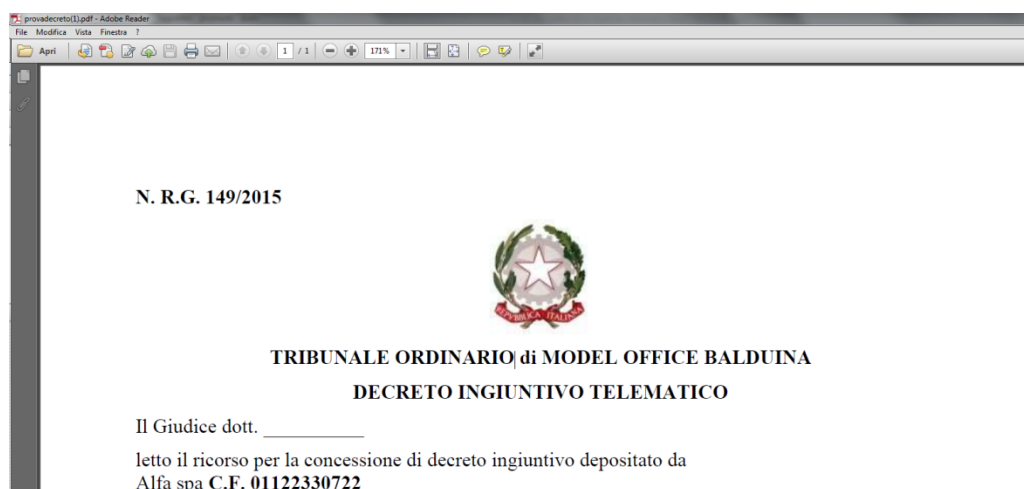 provadecreto(1).pdf - Adobe Reader
File Modifica Vista Finestra ?
Apri 1 / 1 171%
N. R.G. 149/2015
REPVBBLICA ITALIANA
TRIBUNALE ORDINARIO di MODEL OFFICE BALDUINA
DECRETO INGIUNTIVO TELEMATICO
Il Giudice dott. __________
letto il ricorso per la concessione di decreto ingiuntivo depositato da
Alfa spa C.F. 01122330722